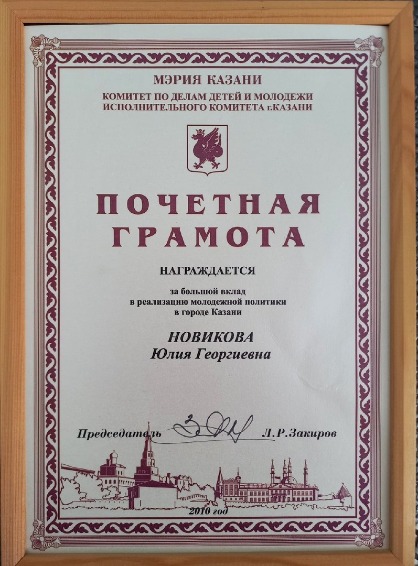 МЭРИЯ КАЗАНИ
КОМИТЕТ ПО ДЕЛАМ ДЕТЕЙ И МОЛОДЕЖИ
ИСПОЛНИТЕЛЬНОГО КОМИТЕТА г.КАЗАНИ
ПОЧЕТНАЯ
ГРАМОТА
НАГРАЖДАЕТСЯ
за большой вклад
в реализацию молодежной политики
в городе Казани
НОВИКОВА
Юлия Георгиевна
Председатель Л.Р.Закиров
2010 год